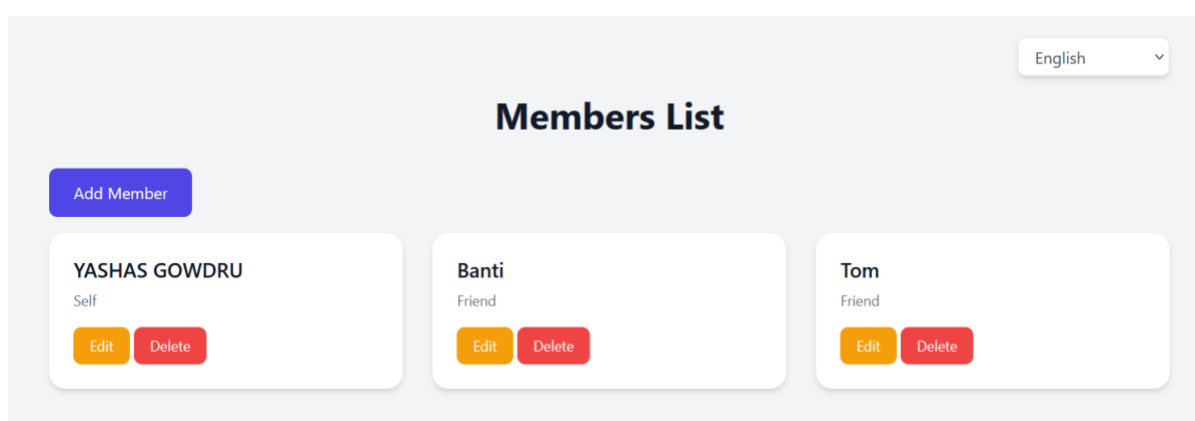 English
Members List
Add Member
YASHAS GOWDRU
Self
Edit Delete
Banti
Friend
Edit Delete
Tom
Friend
Edit Delete